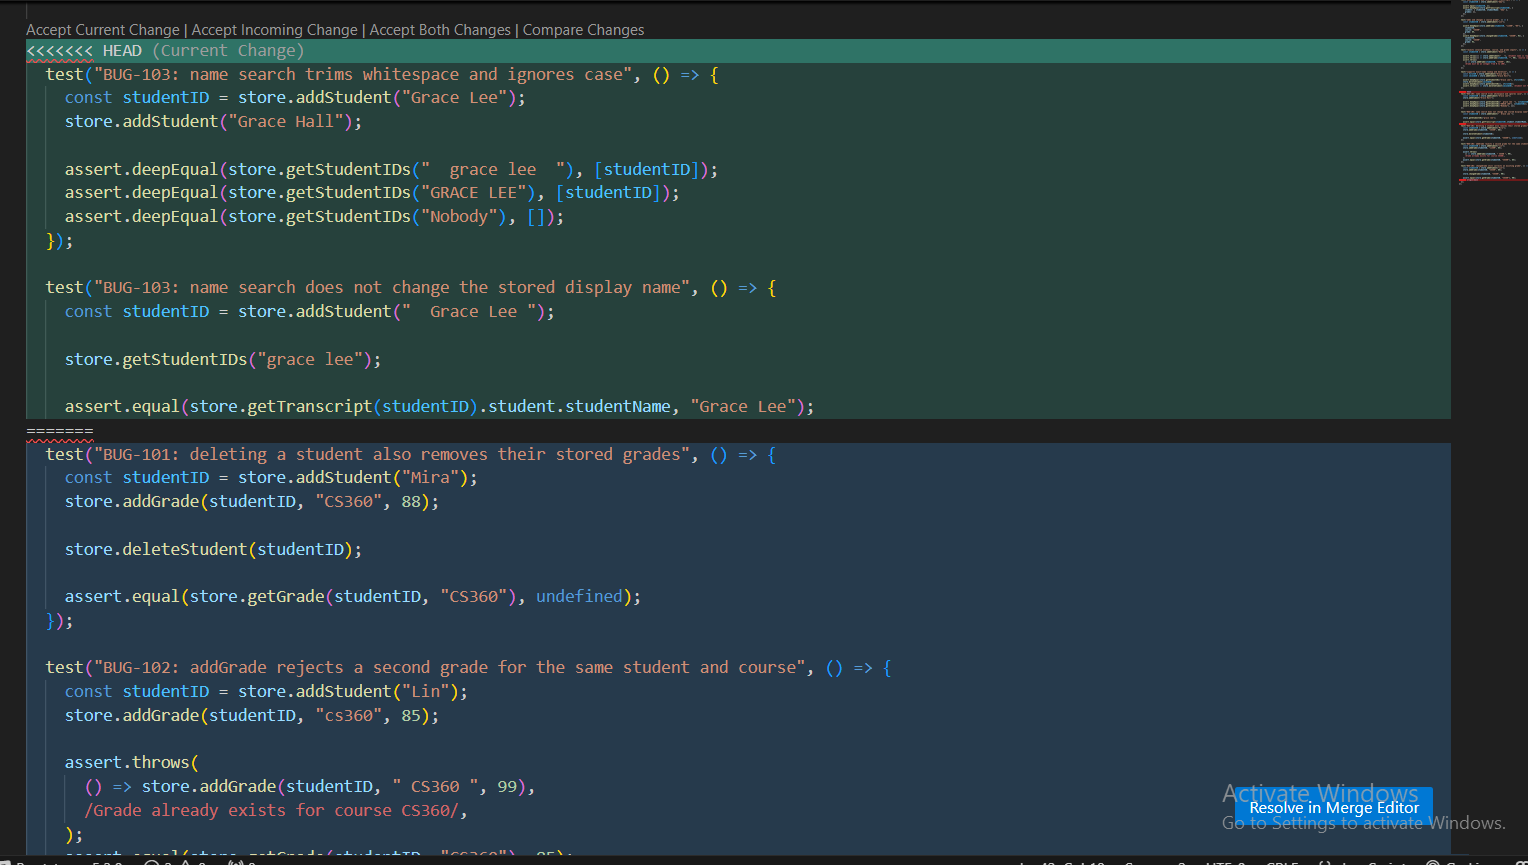 Accept Current Change | Accept Incoming Change | Accept Both Changes | Compare Changes
<<<<<<< HEAD (Current Change)
test("BUG-103: name search trims whitespace and ignores case", () => {
const studentID = store.addStudent("Grace Lee");
store.addStudent("Grace Hall");
assert.deepEqual(store.getStudentIDs("  grace lee  "), [studentID]);
assert.deepEqual(store.getStudentIDs("GRACE LEE"), [studentID]);
assert.deepEqual(store.getStudentIDs("Nobody"), []);
});
test("BUG-103: name search does not change the stored display name", () => {
const studentID = store.addStudent("  Grace Lee ");
store.getStudentIDs("grace lee");
assert.equal(store.getTranscript(studentID).student.studentName, "Grace Lee");
=======
test("BUG-101: deleting a student also removes their stored grades", () => {
const studentID = store.addStudent("Mira");
store.addGrade(studentID, "CS360", 88);
store.deleteStudent(studentID);
assert.equal(store.getGrade(studentID, "CS360"), undefined);
});
test("BUG-102: addGrade rejects a second grade for the same student and course", () => {
const studentID = store.addStudent("Lin");
store.addGrade(studentID, "cs360", 85);
assert.throws(
() => store.addGrade(studentID, " CS360 ", 99),
/Grade already exists for course CS360/,
);
Activate Windows
Resolve in Merge Editor
Go to Settings to activate Windows.